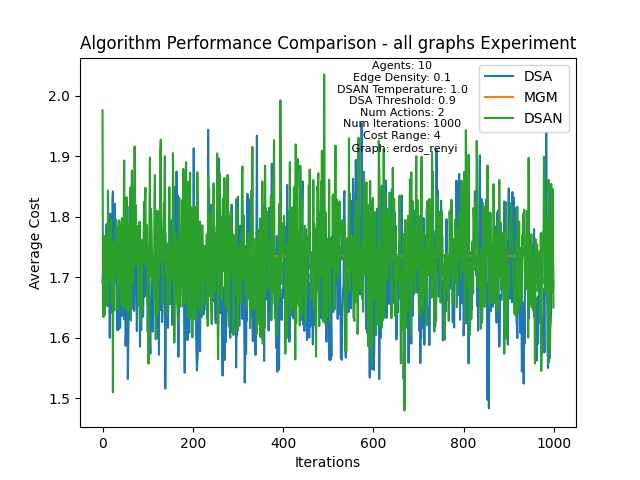 Algorithm Performance Comparison - all graphs Experiment
Agents: 10
Edge Density: 0.1
DSAN Temperature: 1.0
DSA Threshold: 0.9
Num Actions: 2
Num Iterations: 1000
Cost Range: 4
Graph: erdos_renyi
DSA
MGM
DSAN
Average Cost
2.0
1.9
1.8
1.7
1.6
1.5
0
200
400
600
800
1000
Iterations